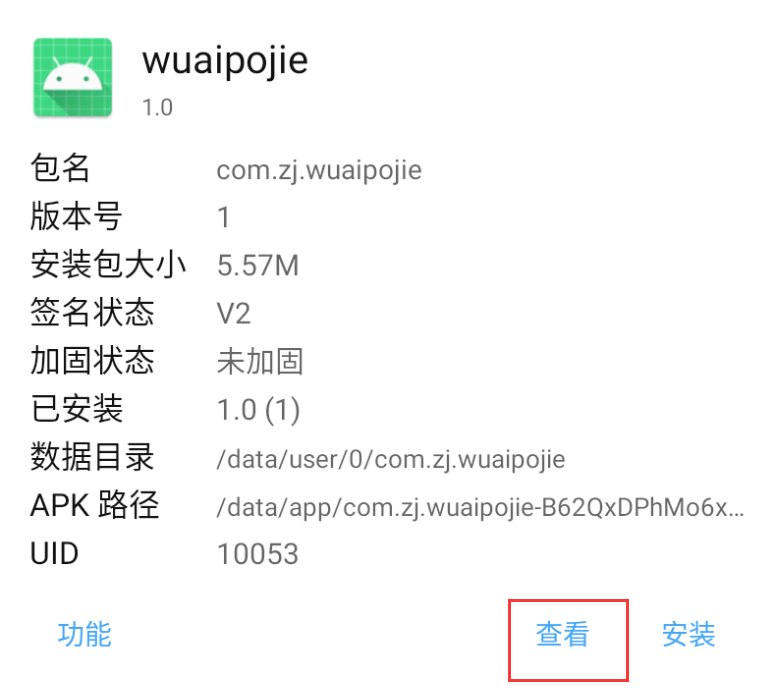 wuaipojie
1.0
包名 com.zj.wuaipojie
版本号 1
安装包大小 5.57M
签名状态 V2
加固状态 未加固
已安装 1.0 (1)
数据目录 /data/user/0/com.zj.wuaipojie
APK 路径 /data/app/com.zj.wuaipojie-B62QxDPhMo6x...
UID 10053
功能 查看 安装